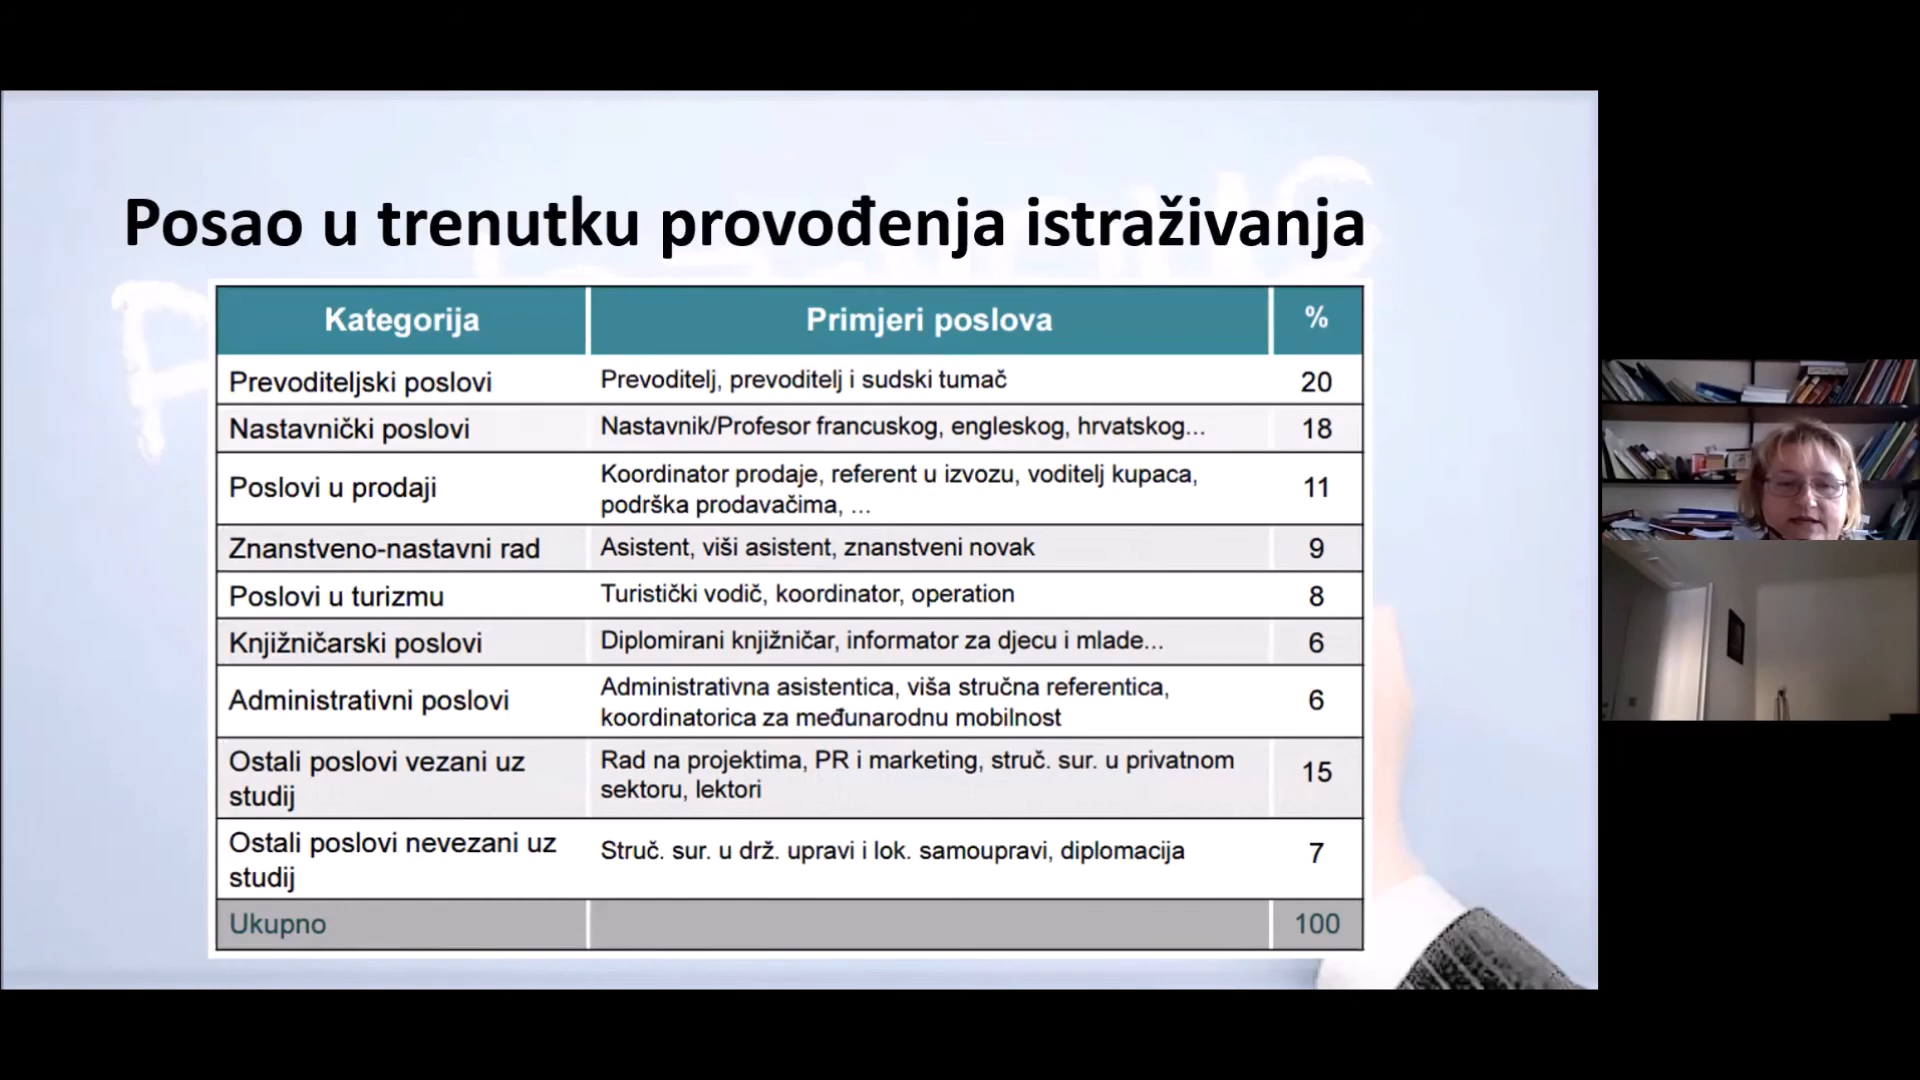 Posao u trenutku provođenja istraživanja
Kategorija Primjeri poslova %
Prevoditeljski poslovi Prevoditelj, prevoditelj i sudski tumač 20
Nastavnički poslovi Nastavnik/Profesor francuskog, engleskog, hrvatskog... 18
Poslovi u prodaji Koordinator prodaje, referent u izvozu, voditelj kupaca,
podrška prodavačima, ... 11
Znanstveno-nastavni rad Asistent, viši asistent, znanstveni novak 9
Poslovi u turizmu Turistički vodič, koordinator, operation 8
Knjižničarski poslovi Diplomirani knjižničar, informator za djecu i mlade... 6
Administrativni poslovi Administrativna asistentica, viša stručna referentica,
koordinatorica za međunarodnu mobilnost 6
Ostali poslovi vezani uz
studij Rad na projektima, PR i marketing, struč. sur. u privatnom
sektoru, lektori 15
Ostali poslovi nevezani uz
studij Struč. sur. u drž. upravi i lok. samoupravi, diplomacija 7
Ukupno 100